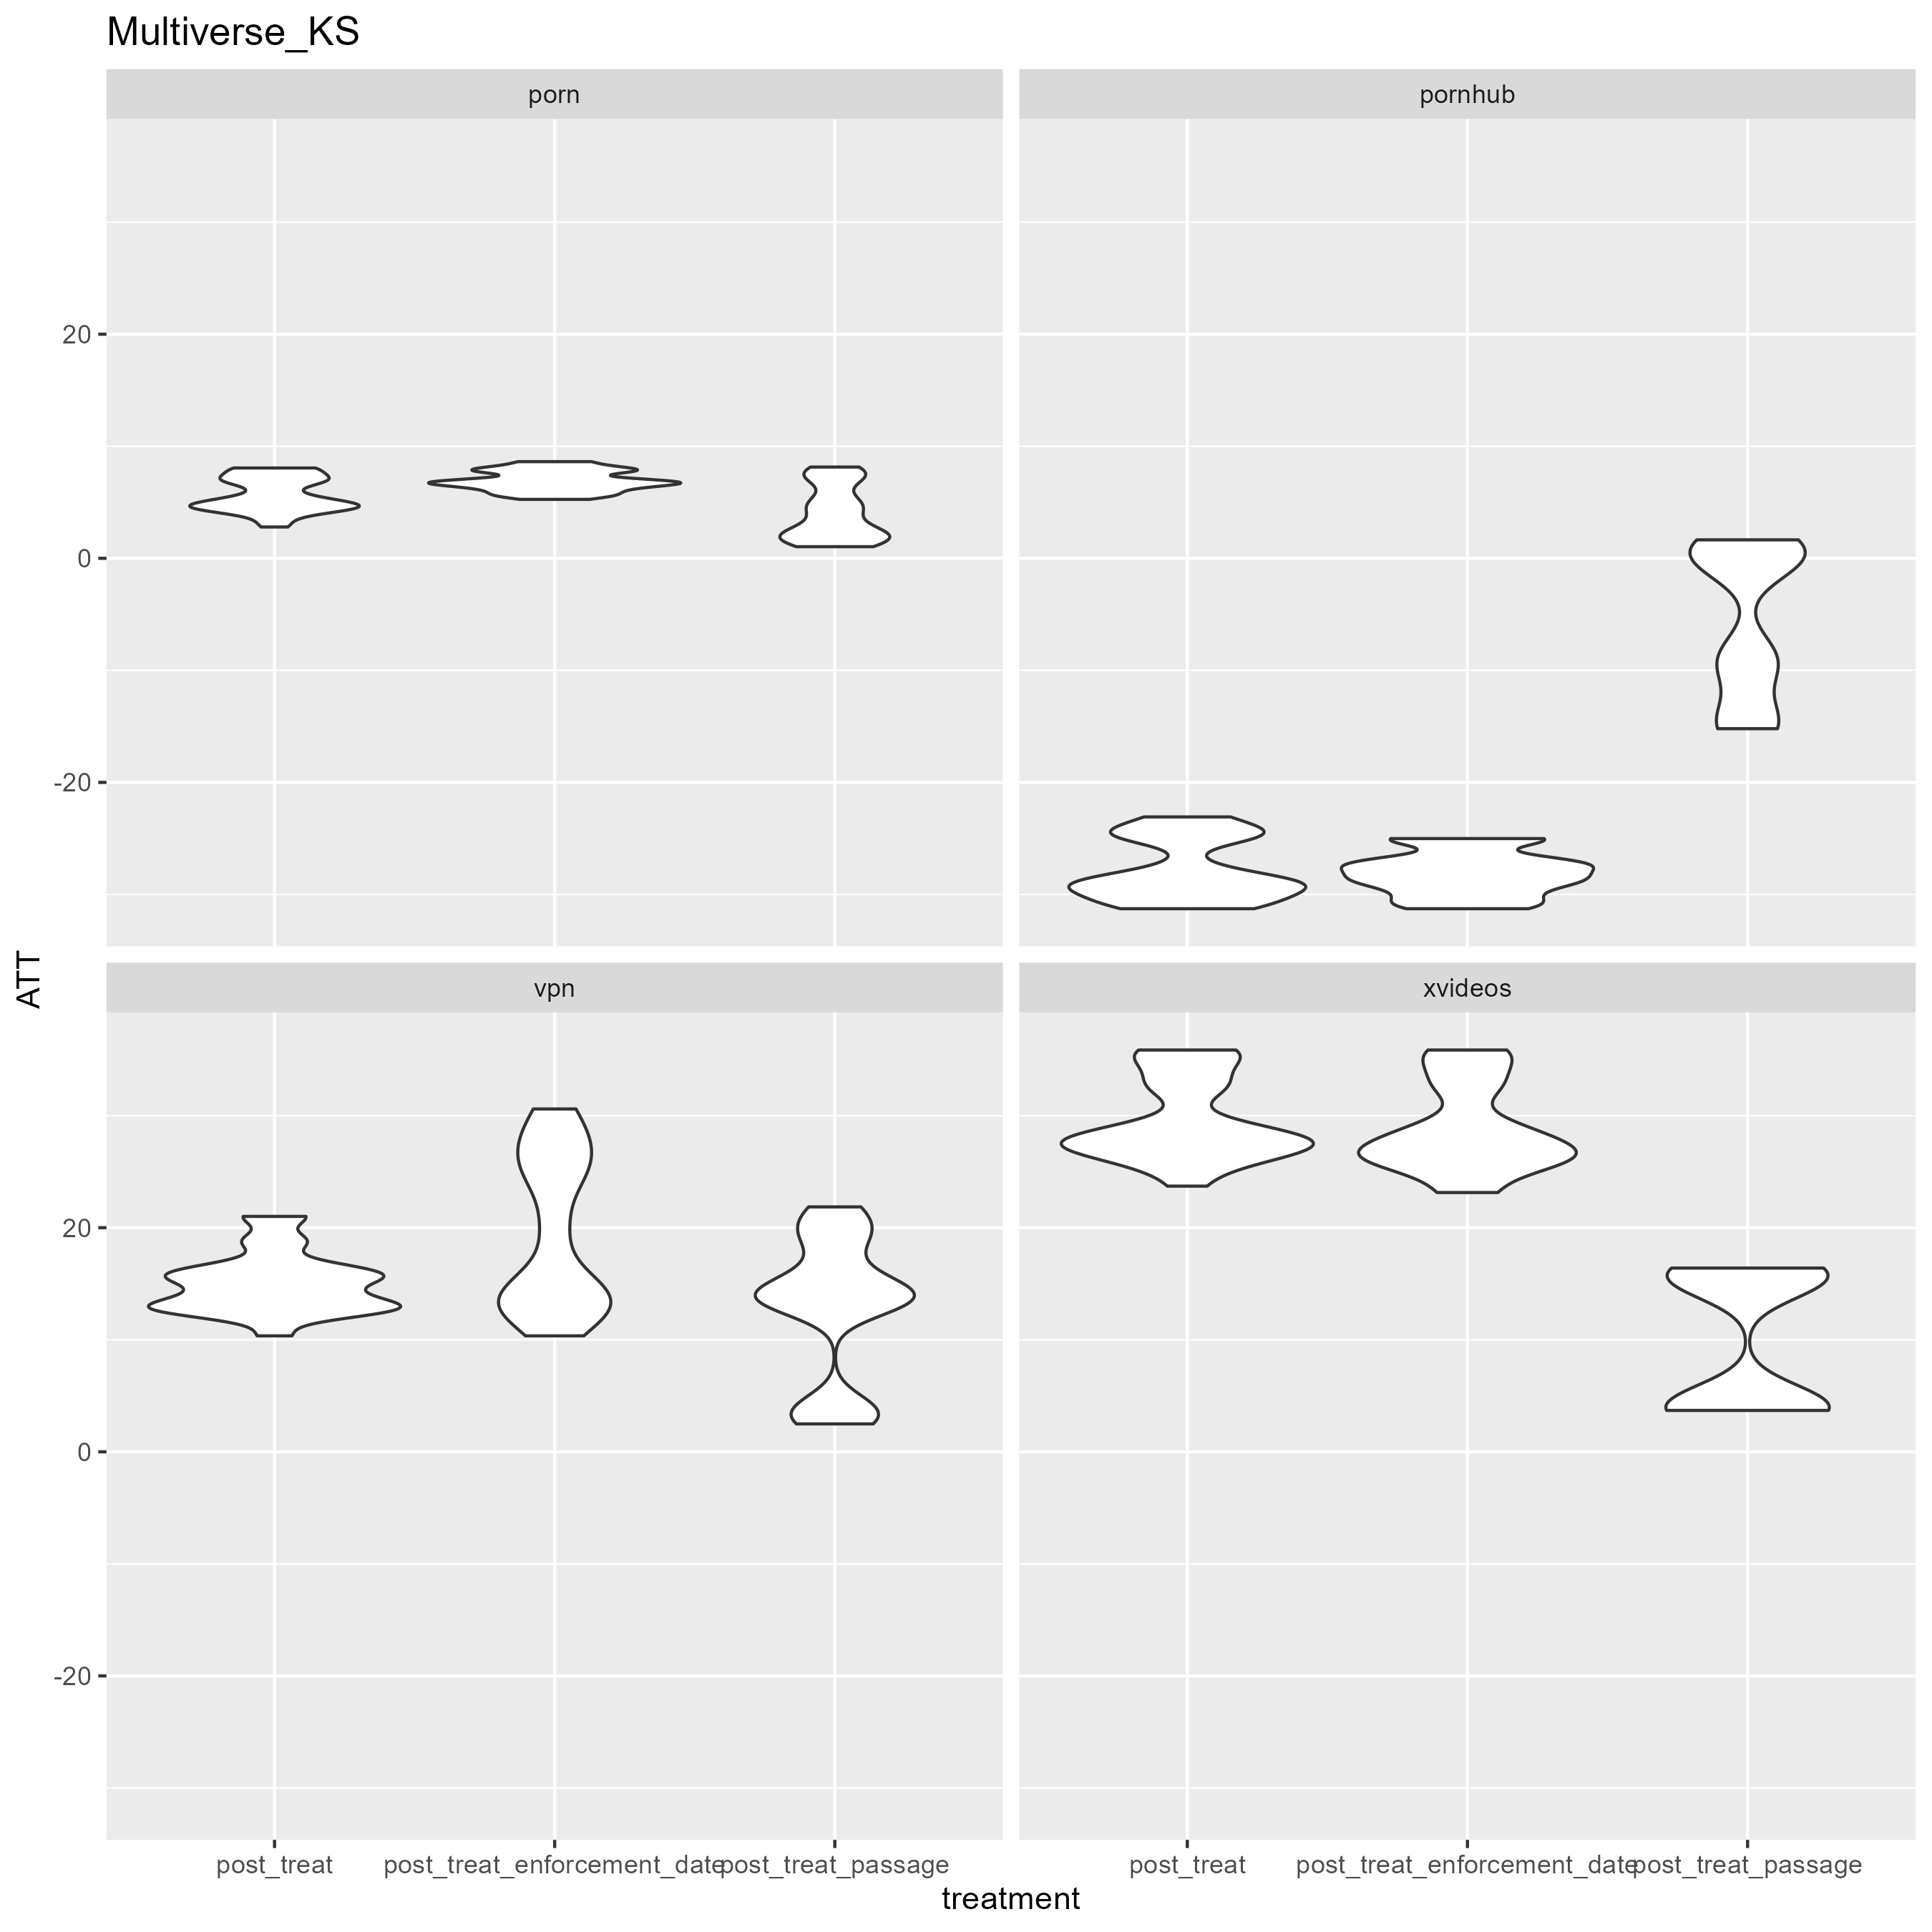 Multiverse_KS
porn
pornhub
20
0
-20
ATT
vpn
xvideos
20
0
-20
post_treat
post_treat_enforcement_date
post_treat_passage
post_treat
post_treat_enforcement_date
post_treat_passage
treatment